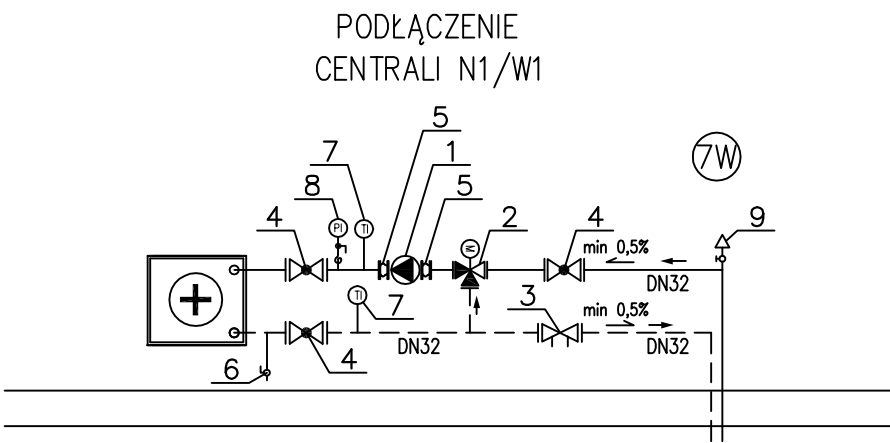 PODŁĄCZENIE
CENTRALI N1/W1
5
7
1
7W
8
5
4
2
4
9
PI
TI
M
min 0,5%
DN32
TI
7
3
min 0,5%
DN32
4
DN32
6